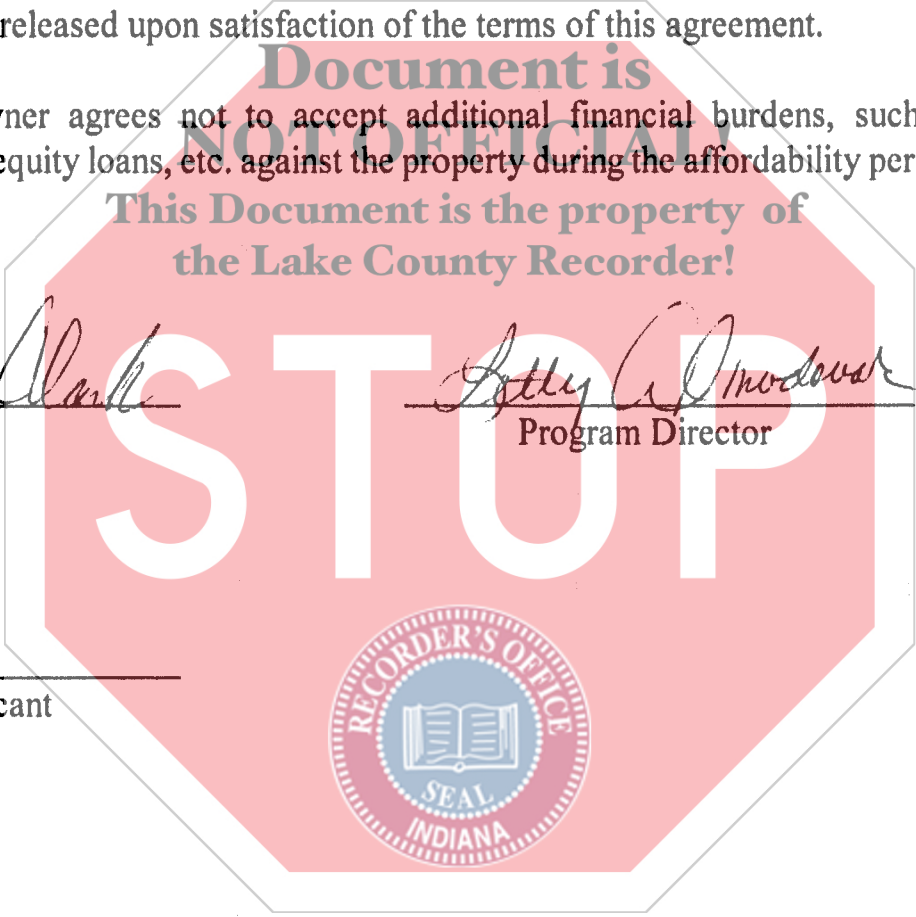 released upon satisfaction of the terms of this agreement.
Document is
ner agrees not to accept additional financial burdens, such
NOT OFFICIAL!
equity loans, etc. against the property during the affordability per
This Document is the property of
the Lake County Recorder!
STOP
Clark
Program Director
cant
RECORDER'S OFFICE
SEAL
INDIANA